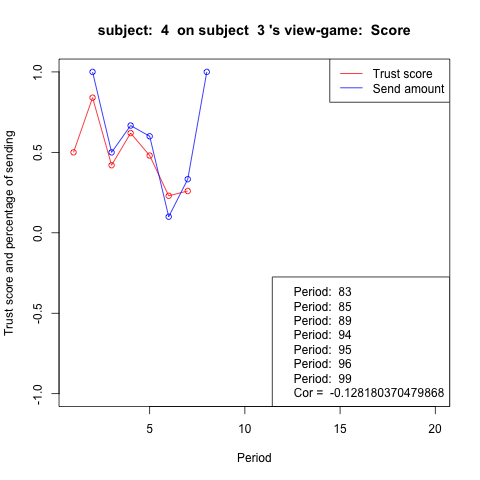 subject:  4  on subject  3 's view-game:  Score
Trust score
Send amount
1.0
0.5
0.0
-0.5
-1.0
Trust score and percentage of sending
Period:  83
Period:  85
Period:  89
Period:  94
Period:  95
Period:  96
Period:  99
Cor =  -0.128180370479868
5
10
15
20
Period